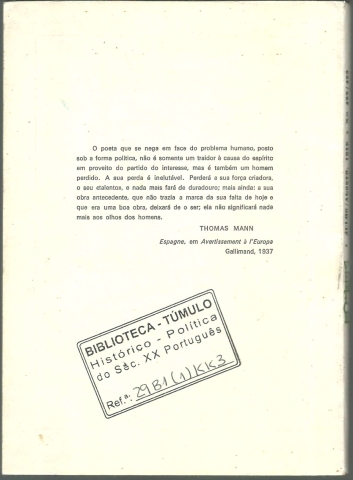 O poeta que se nega em face do problema humano, posto
sob a forma política, não é somente um traidor à causa do espírito
em proveito do partido do interesse, mas é também um homem
perdido. A sua perda é inelutável. Perderá a sua força criadora,
o seu etalentos, e nada mais fará de duradouro; mais ainda: a sua
obra antecedente, que não trazia a marca da sua falta de hoje e
que era uma boa obra, deixará de o ser; ela não significará nada
mais aos olhos dos homens.
THOMAS MANN
Espagne, em Avertissement à l'Europa
Gallimand, 1937
BIBLIOTECA - TÚMULO
Histórico - Política
do Séc. XX Português
Ref.ª: 29B1(1)KK3